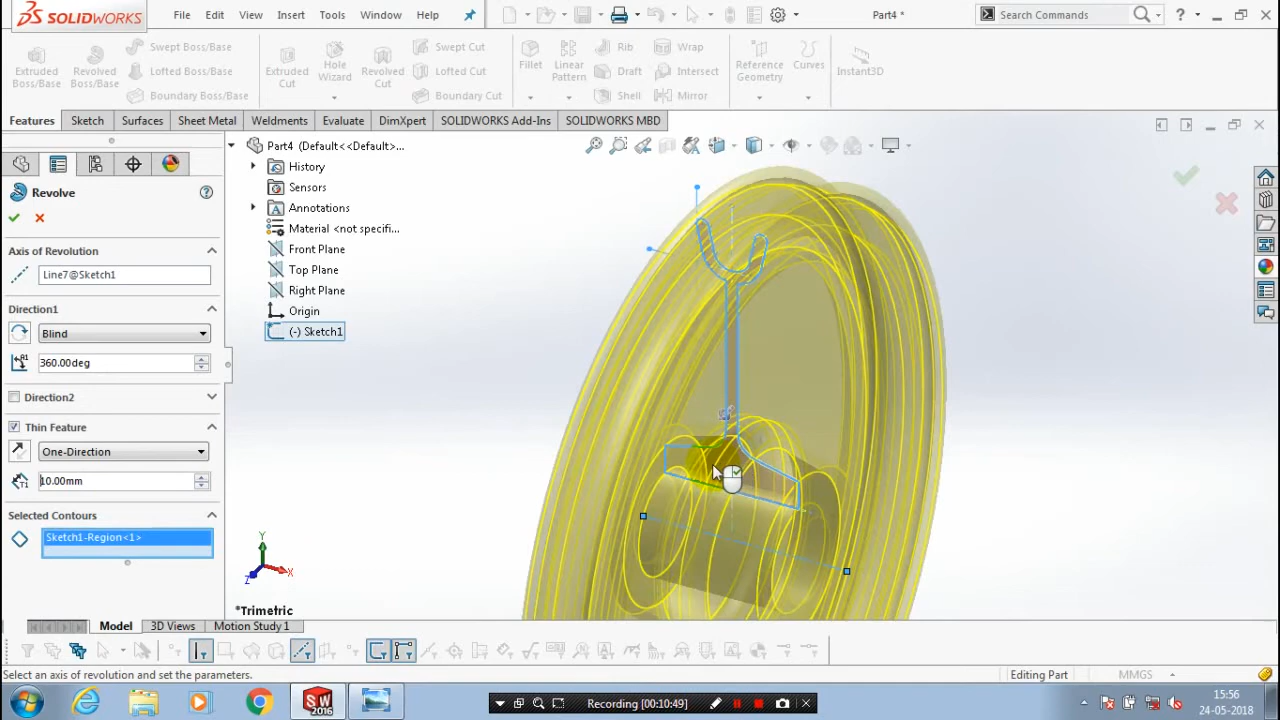 SOLIDWORKS
File Edit View Insert Tools Window Help
Part4 *
Search Commands
Extruded Boss/Base
Revolved Boss/Base
Swept Boss/Base
Lofted Boss/Base
Boundary Boss/Base
Extruded Cut
Hole Wizard
Revolved Cut
Swept Cut
Lofted Cut
Boundary Cut
Fillet
Linear Pattern
Rib
Draft
Shell
Wrap
Intersect
Mirror
Reference Geometry
Curves
Instant3D
Features Sketch Surfaces Sheet Metal Weldments Evaluate DimXpert SOLIDWORKS Add-Ins SOLIDWORKS MBD
Revolve
Axis of Revolution
Line7@Sketch1
Direction1
Blind
360.00deg
Direction2
Thin Feature
One-Direction
10.00mm
Selected Contours
Sketch1-Region<1>
Part4 (Default<<Default>...
History
Sensors
Annotations
Material <not specifi...
Front Plane
Top Plane
Right Plane
Origin
(-) Sketch1
Y
X
Z
*Trimetric
Model 3D Views Motion Study 1
Select an axis of revolution and set the parameters.
Editing Part
MMGS
SW 2016
Recording [00:10:49]
15:56
24-05-2018